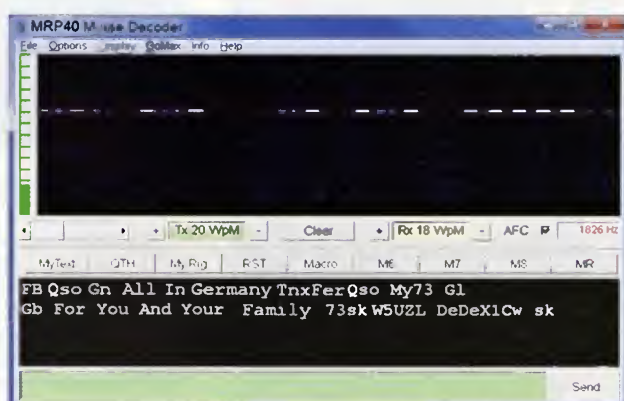 MRP40 Morse Decoder
File Options Display GoMax Info Help
+ Tx 20 WpM - Clear + Rx 18 WpM - AFC 1826 Hz
MyText QTH My Rig RST Macro M6 M7 M8 MR
FB Qso Gn All In Germany TnxFerQso My73 Gl
Gb For You And Your Family 73sk W5UZL DeDeX1Cw sk
Send